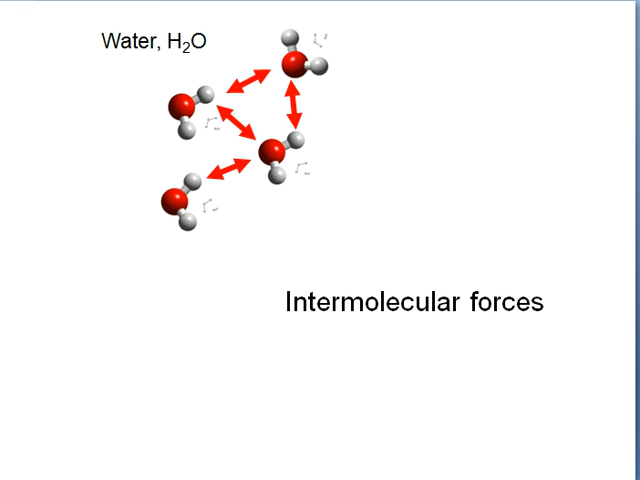 Water, H₂O
Intermolecular forces